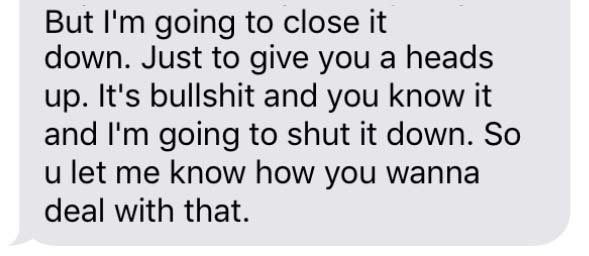 But I'm going to close it
down. Just to give you a heads
up. It's bullshit and you know it
and I'm going to shut it down. So
u let me know how you wanna
deal with that.